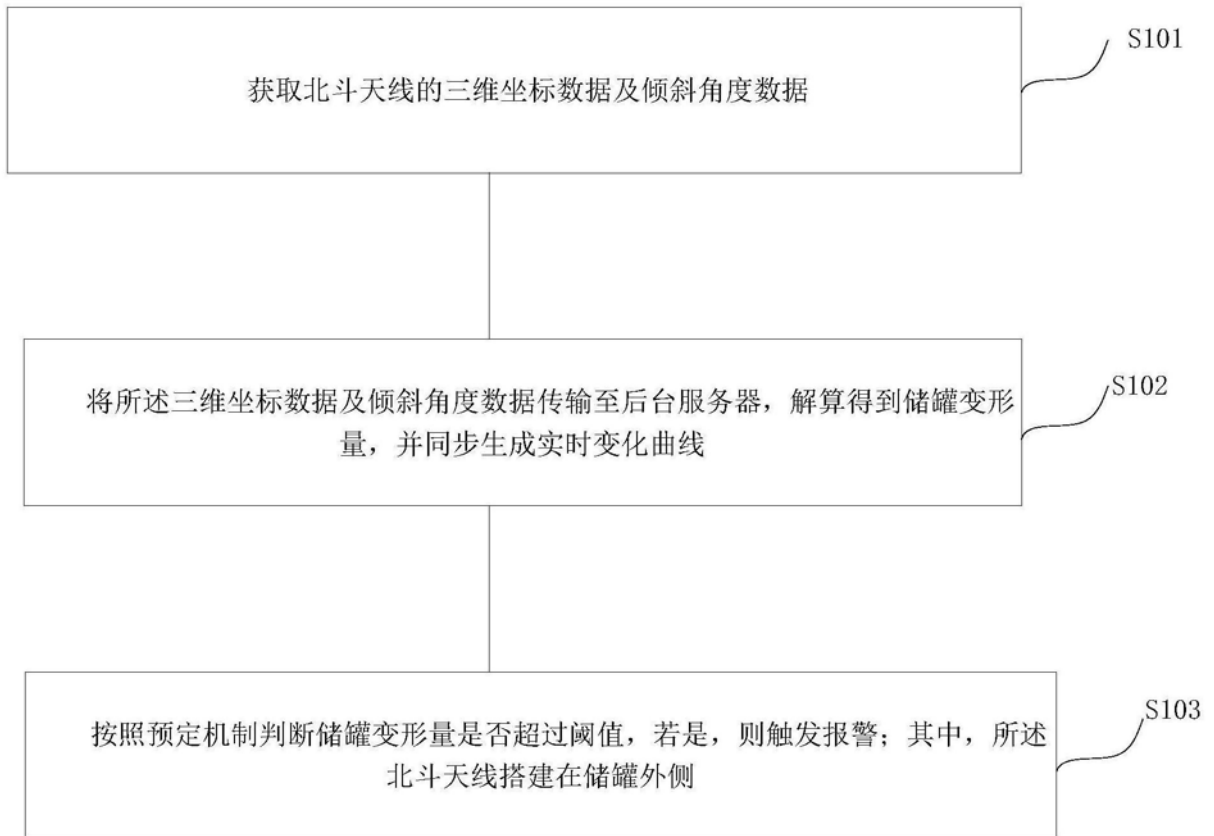 S101
获取北斗天线的三维坐标数据及倾斜角度数据
S102
将所述三维坐标数据及倾斜角度数据传输至后台服务器，解算得到储罐变形
量，并同步生成实时变化曲线
S103
按照预定机制判断储罐变形量是否超过阈值，若是，则触发报警；其中，所述
北斗天线搭建在储罐外侧